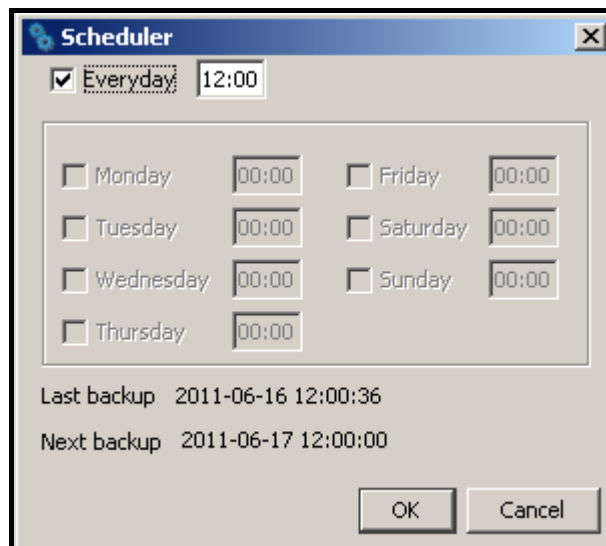 Scheduler
Everyday 12:00
Monday 00:00 Friday 00:00
Tuesday 00:00 Saturday 00:00
Wednesday 00:00 Sunday 00:00
Thursday 00:00
Last backup 2011-06-16 12:00:36
Next backup 2011-06-17 12:00:00
OK Cancel